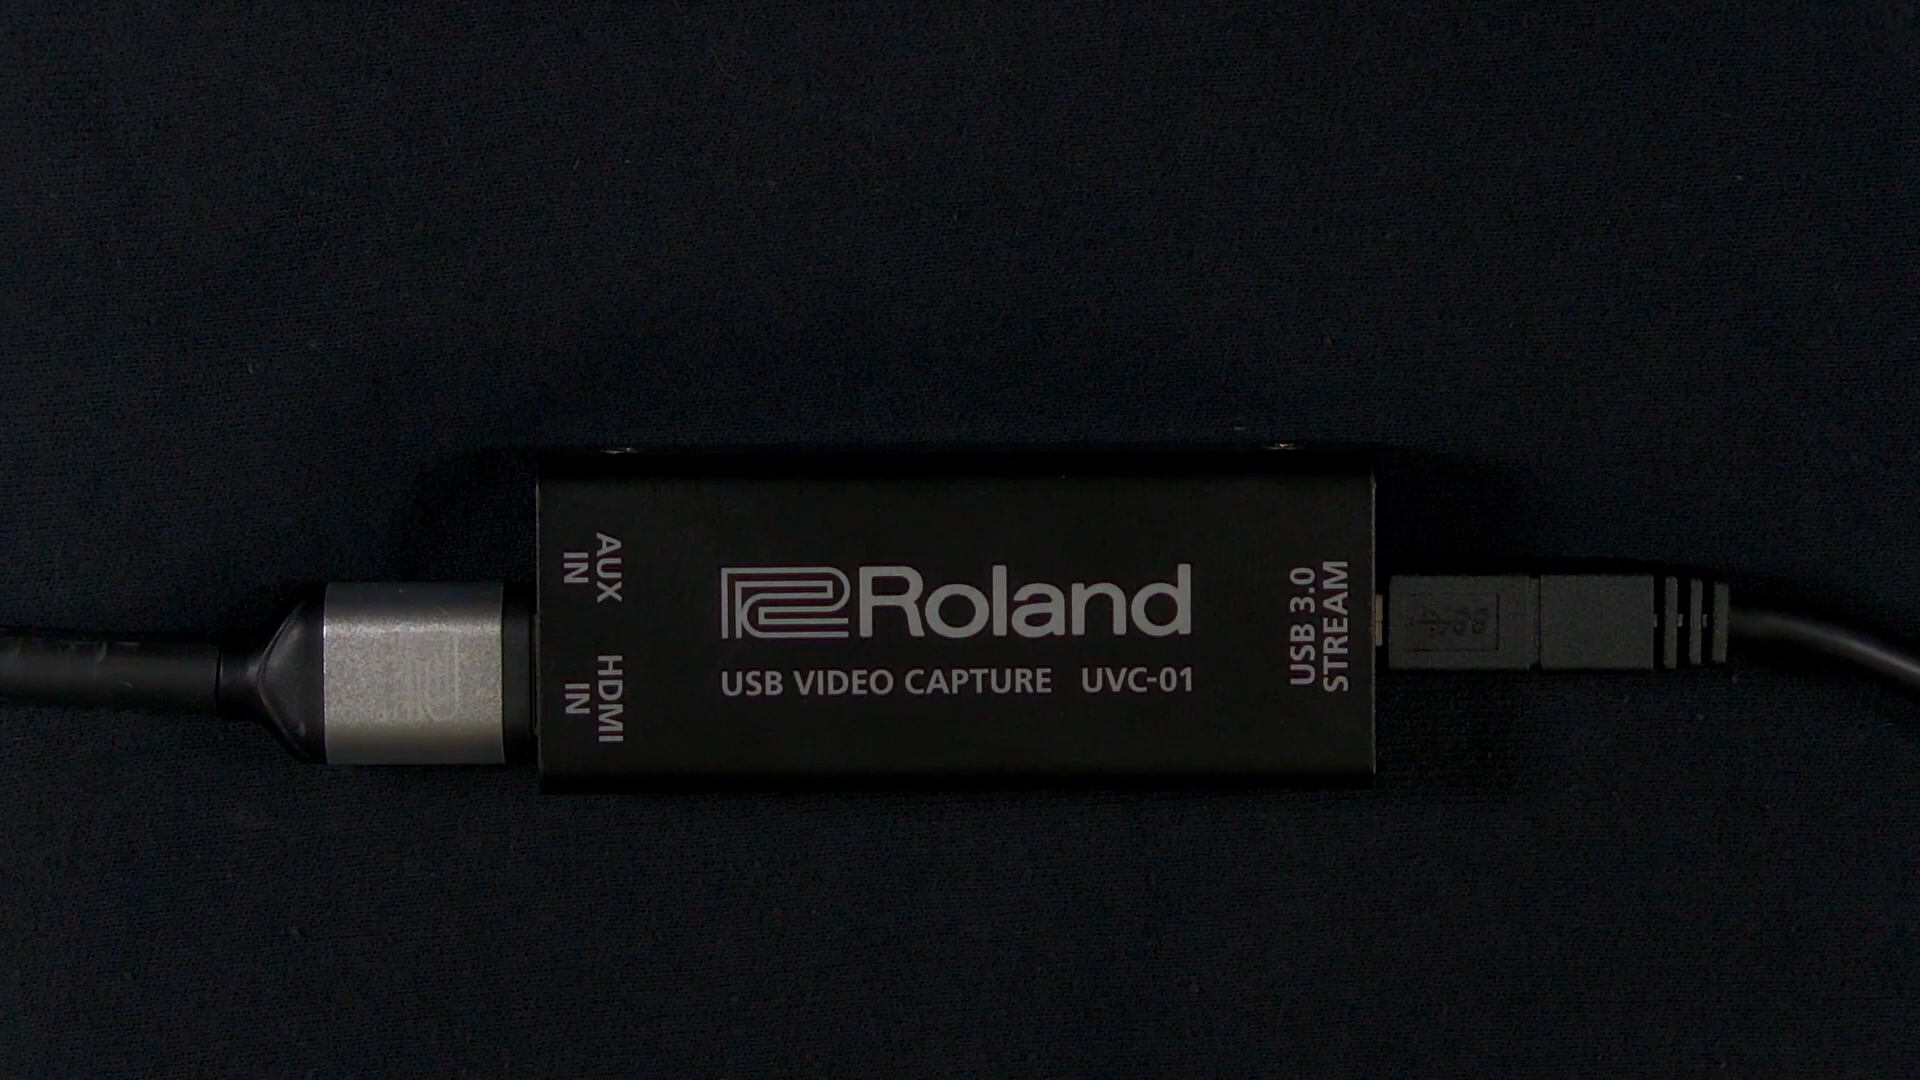 AUX
IN
HDMI
IN
Roland
USB VIDEO CAPTURE UVC-01
USB 3.0
STREAM